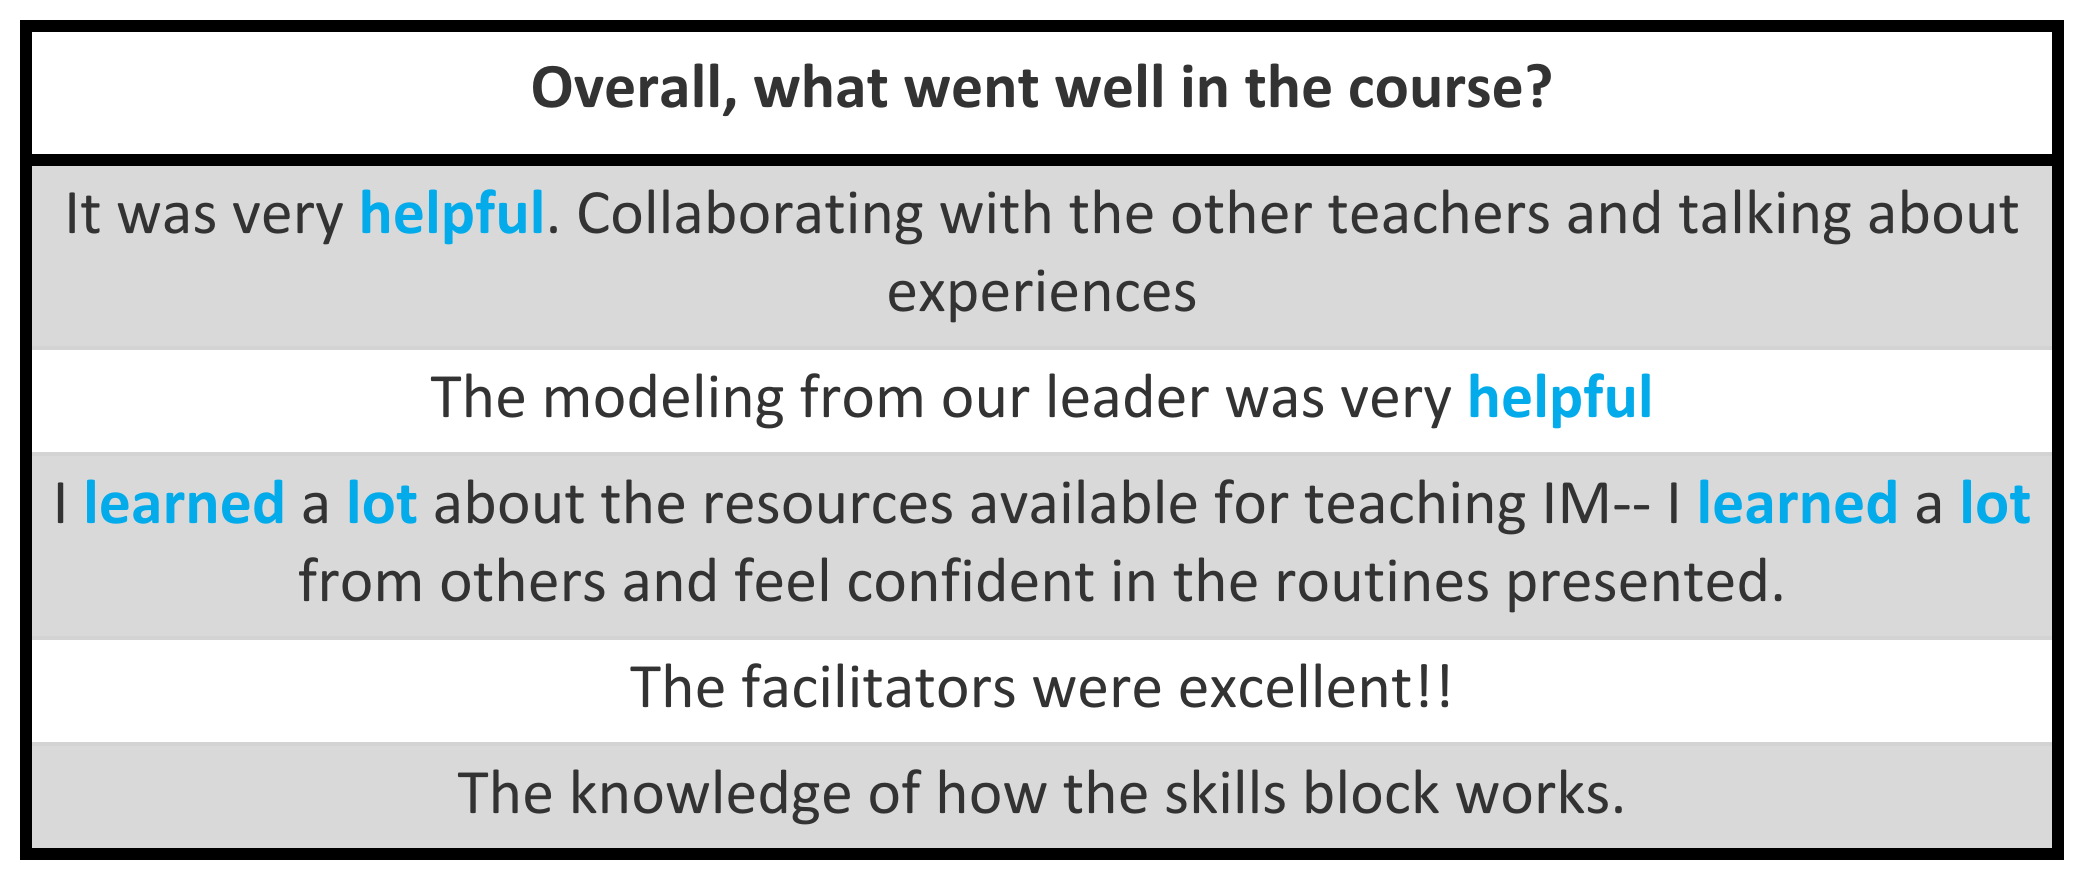 Overall, what went well in the course?
It was very helpful. Collaborating with the other teachers and talking about
experiences
The modeling from our leader was very helpful
I learned a lot about the resources available for teaching IM-- I learned a lot
from others and feel confident in the routines presented.
The facilitators were excellent!!
The knowledge of how the skills block works.